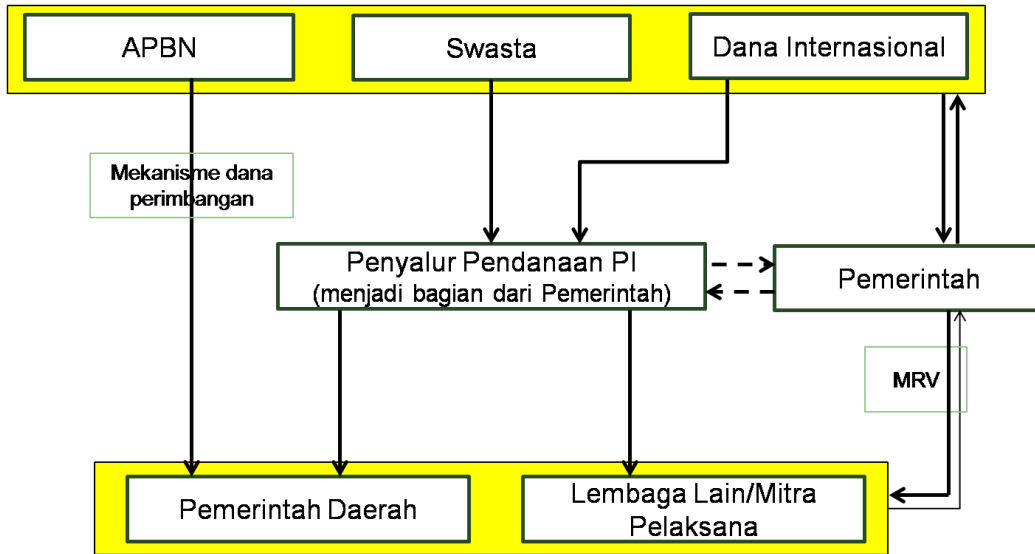 APBN
Swasta
Dana Internasional
Mekanisme dana
perimbangan
Penyalur Pendanaan PI
(menjadi bagian dari Pemerintah)
Pemerintah
MRV
Pemerintah Daerah
Lembaga Lain/Mitra
Pelaksana